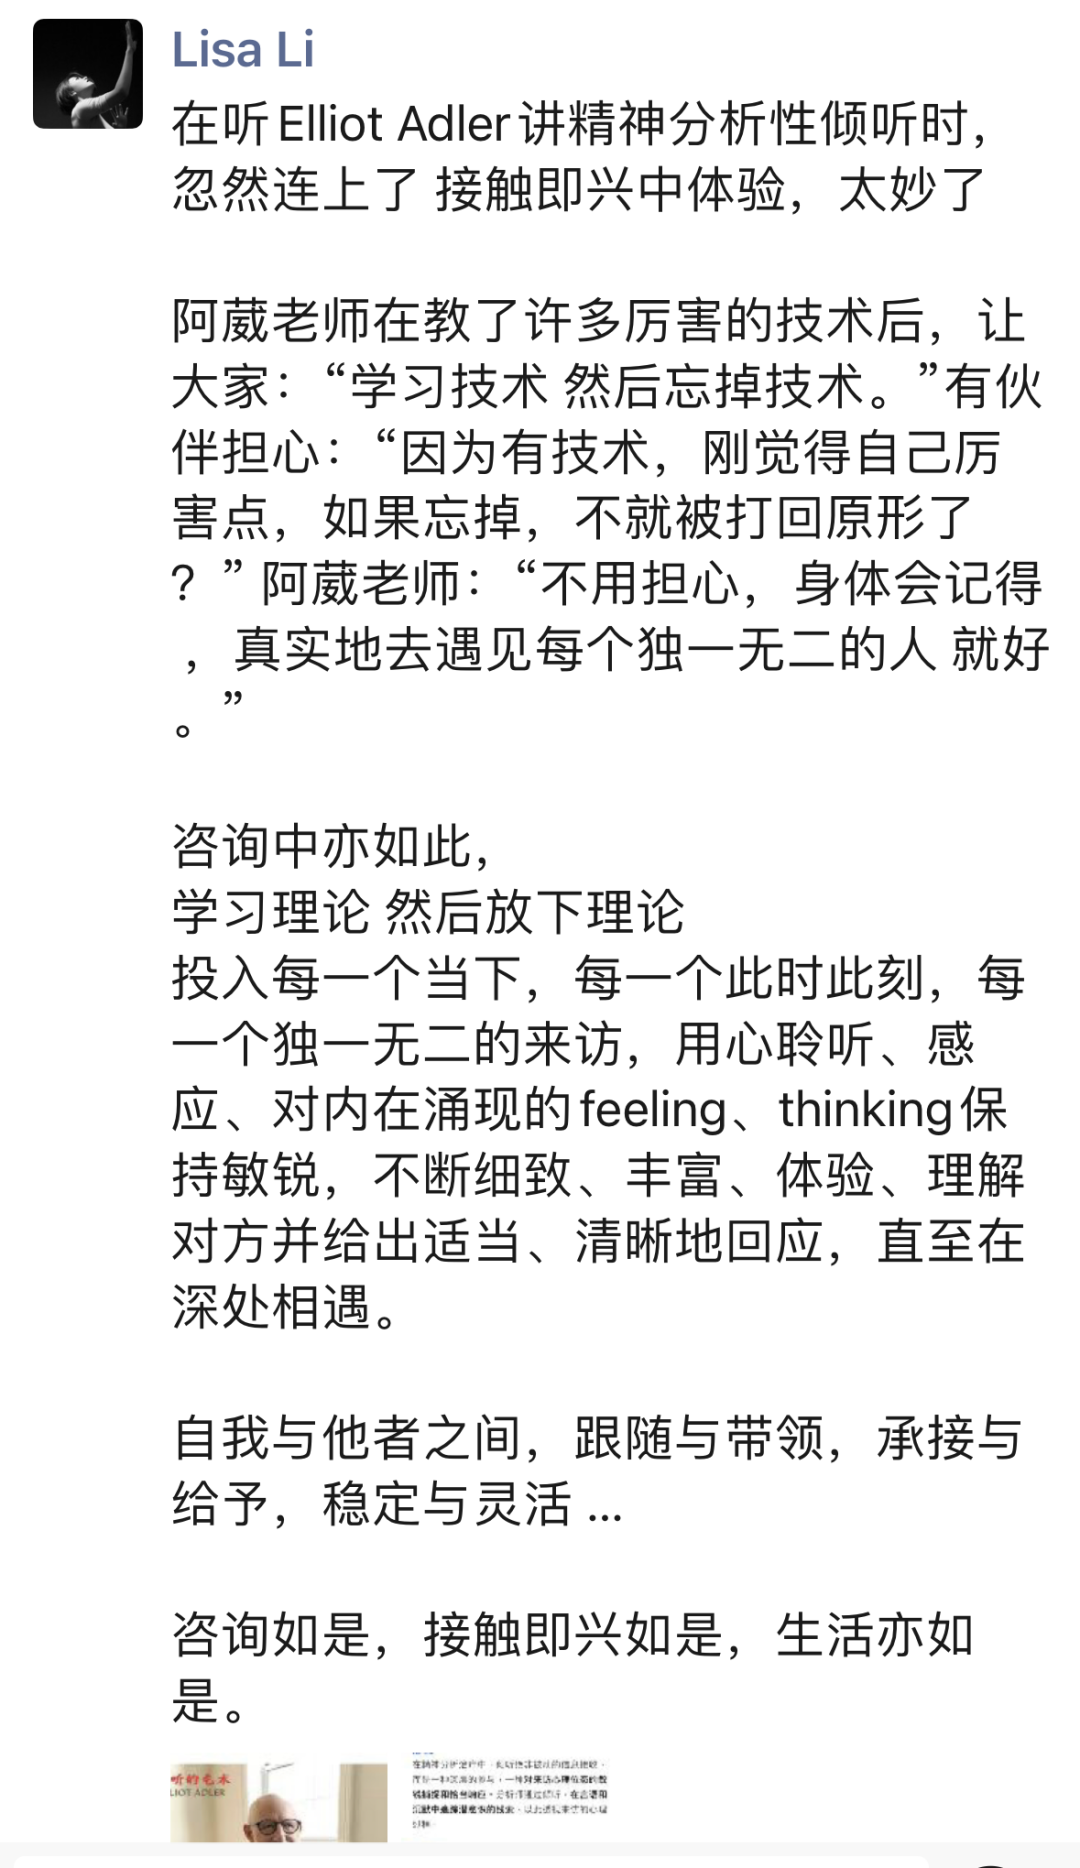 Lisa Li
在听Elliot Adler讲精神分析性倾听时，
忽然连上了 接触即兴中体验，太妙了
阿葳老师在教了许多厉害的技术后，让
大家：“学习技术 然后忘掉技术。”有伙
伴担心：“因为有技术，刚觉得自己厉
害点，如果忘掉，不就被打回原形了
？”阿葳老师：“不用担心，身体会记得
，真实地去遇见每个独一无二的人 就好
。”
咨询中亦如此，
学习理论 然后放下理论
投入每一个当下，每一个此时此刻，每
一个独一无二的来访，用心聆听、感
应、对内在涌现的feeling、thinking保
持敏锐，不断细致、丰富、体验、理解
对方并给出适当、清晰地回应，直至在
深处相遇。
自我与他者之间，跟随与带领，承接与
给予，稳定与灵活 ...
咨询如是，接触即兴如是，生活亦如
是。
听的艺术
LIOT ADLER